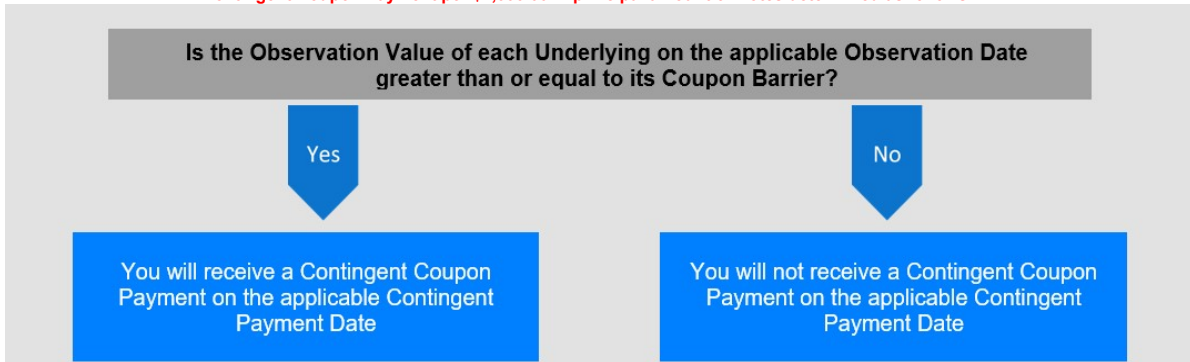 Is the Observation Value of each Underlying on the applicable Observation Date
greater than or equal to its Coupon Barrier?
Yes
No
You will receive a Contingent Coupon
Payment on the applicable Contingent
Payment Date
You will not receive a Contingent Coupon
Payment on the applicable Contingent
Payment Date